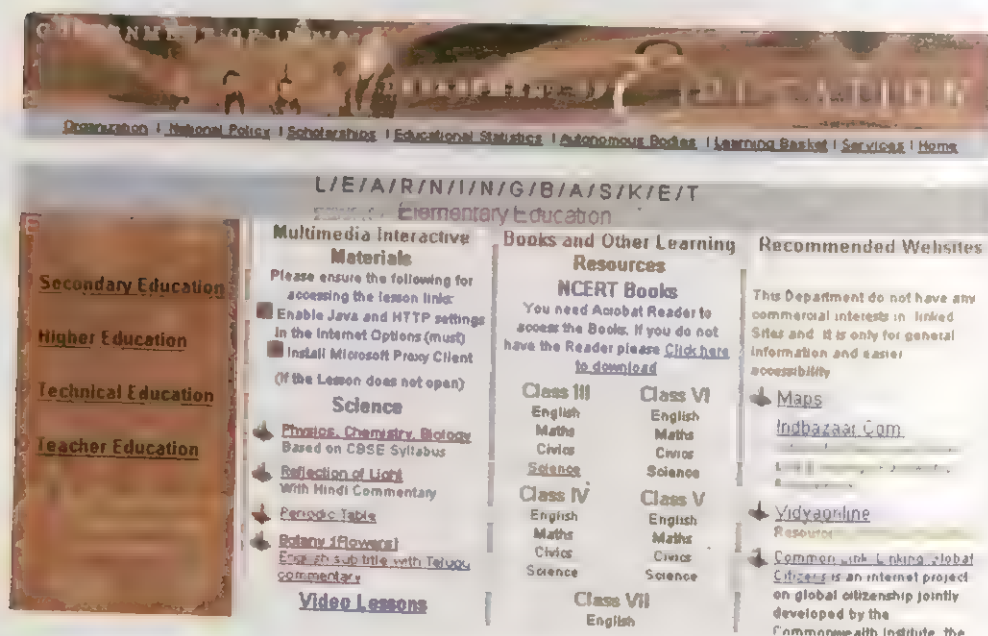 GOVERNMENT OF INDIA
EDUCATION
Organization | National Policy | Scholarships | Educational Statistics | Autonomous Bodies | Learning Basket | Services | Home
L/E/A/R/N/I/N/G/B/A/S/K/E/T
Elementary Education
Secondary Education
Higher Education
Technical Education
Teacher Education
Multimedia Interactive
Materials
Please ensure the following for
accessing the lesson links:
Enable Java and HTTP settings
in the Internet Options (must)
Install Microsoft Proxy Client
(If the Lesson does not open)
Science
Physics, Chemistry, Biology
Based on CBSE Syllabus
Reflection of Light
With Hindi Commentary
Periodic Table
Botany (Flowers)
English sub title with Telugu
commentary
Video Lessons
Books and Other Learning
Resources
NCERT Books
You need Acrobat Reader to
access the Books. If you do not
have the Reader please Click here
to download
Class III
English
Maths
Civics
Science
Class VI
English
Maths
Civics
Science
Class IV
English
Maths
Civics
Science
Class V
English
Maths
Civics
Science
Class VII
English
Recommended Websites
This Department do not have any
commercial interests in linked
Sites and it is only for general
information and easier
accessibility
Maps
Indbazaar.Com
Vidyaonline
Common Link Linking Global
Citizens is an internet project
on global citizenship jointly
developed by the
Commonwealth Institute, the